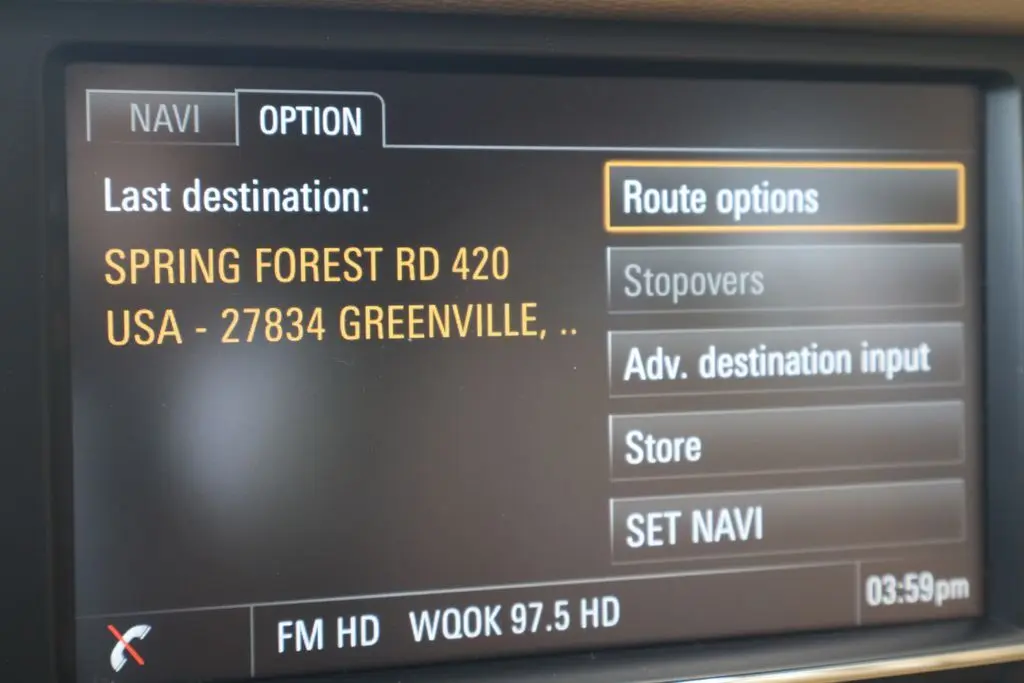 NAVI OPTION
Last destination:
SPRING FOREST RD 420
USA - 27834 GREENVILLE, ..
Route options
Stopovers
Adv. destination input
Store
SET NAVI
FM HD WQOK 97.5 HD
03:59pm